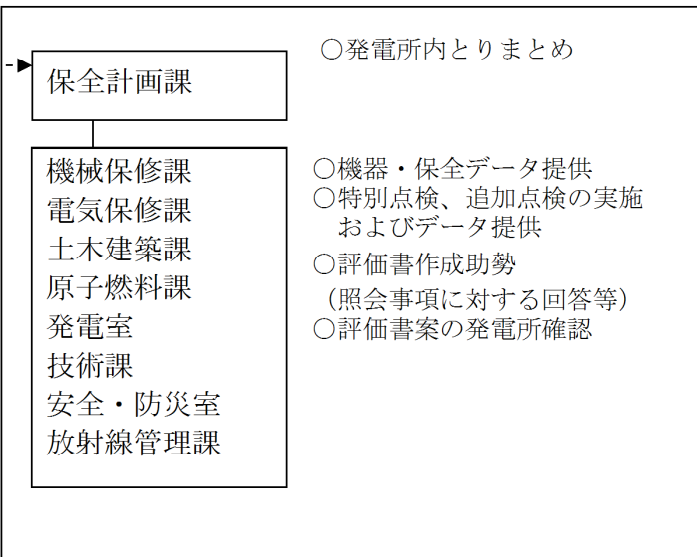 ○発電所内とりまとめ
保全計画課
機械保修課
電気保修課
土木建築課
原子燃料課
発電室
技術課
安全・防災室
放射線管理課
○機器・保全データ提供
○特別点検、追加点検の実施
およびデータ提供
○評価書作成助勢
（照会事項に対する回答等）
○評価書案の発電所確認